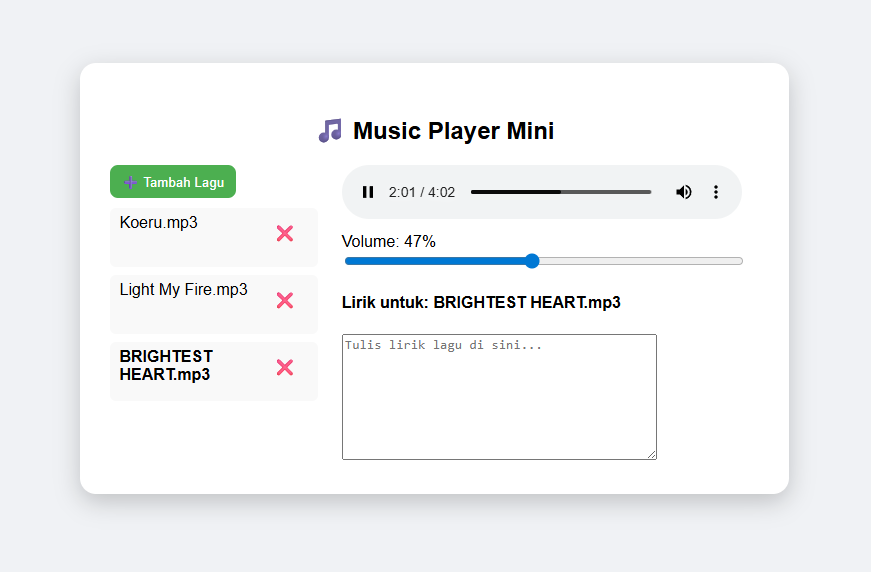 🎵 Music Player Mini
➕ Tambah Lagu
Koeru.mp3
Light My Fire.mp3
BRIGHTEST
HEART.mp3
2:01 / 4:02
Volume: 47%
Lirik untuk: BRIGHTEST HEART.mp3
Tulis lirik lagu di sini...